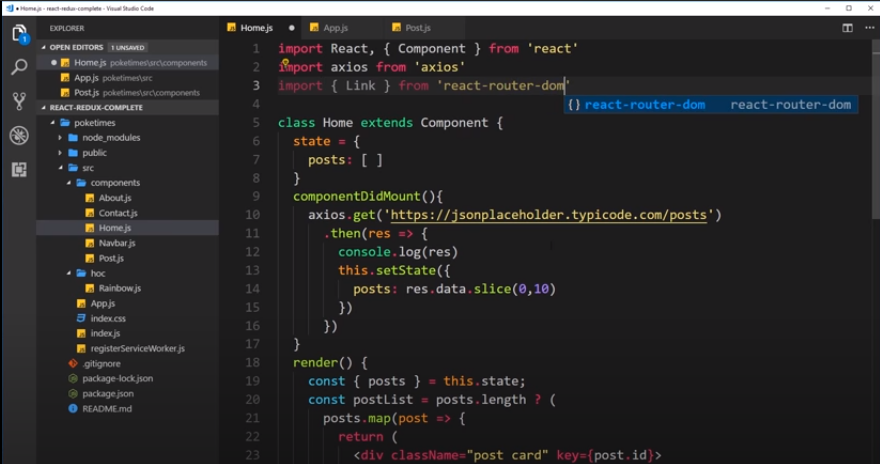 Home.js - react-redux-complete - Visual Studio Code
EXPLORER
OPEN EDITORS 1 UNSAVED
Home.js poketimes\src\components
App.js poketimes\src
Post.js poketimes\src\components
REACT-REDUX-COMPLETE
poketimes
node_modules
public
src
components
About.js
Contact.js
Home.js
Navbar.js
Post.js
hoc
Rainbow.js
App.js
index.css
index.js
registerServiceWorker.js
.gitignore
package-lock.json
package.json
README.md
1
Home.js App.js Post.js
1 import React, { Component } from 'react'
2 import axios from 'axios'
3 import { Link } from 'react-router-dom'
{} react-router-dom react-router-dom
4
5 class Home extends Component {
6 state = {
7 posts: [ ]
8 }
9 componentDidMount(){
10 axios.get('https://jsonplaceholder.typicode.com/posts')
11 .then(res => {
12 console.log(res)
13 this.setState({
14 posts: res.data.slice(0,10)
15 })
16 })
17 }
18 render() {
19 const { posts } = this.state;
20 const postList = posts.length ? (
21 posts.map(post => {
22 return (
23 <div className="post card" key={post.id}>